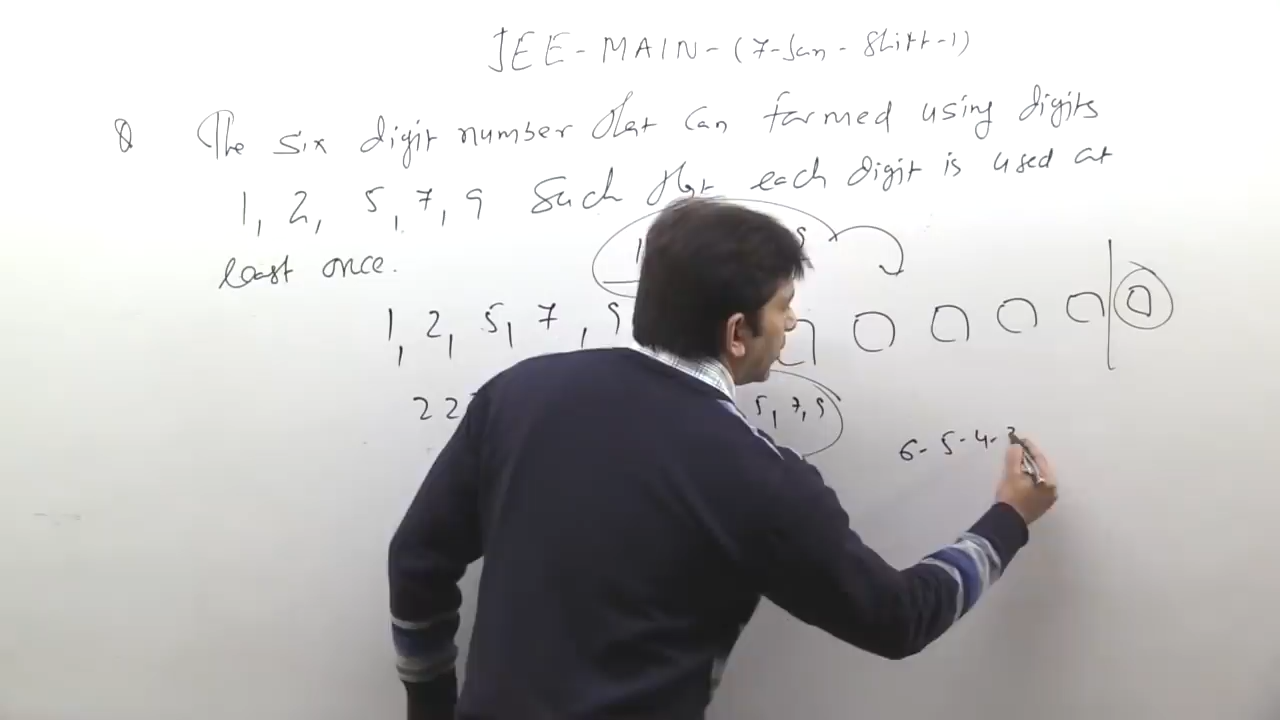 JEE-MAIN-(7-Jan-Shift-1)
Q The six digit number that can formed using digits
1, 2, 5, 7, 9 Such that each digit is used at
least once.
1, 2, 5, 7, 9
2 2 5, 7, 9
6-5-4-3